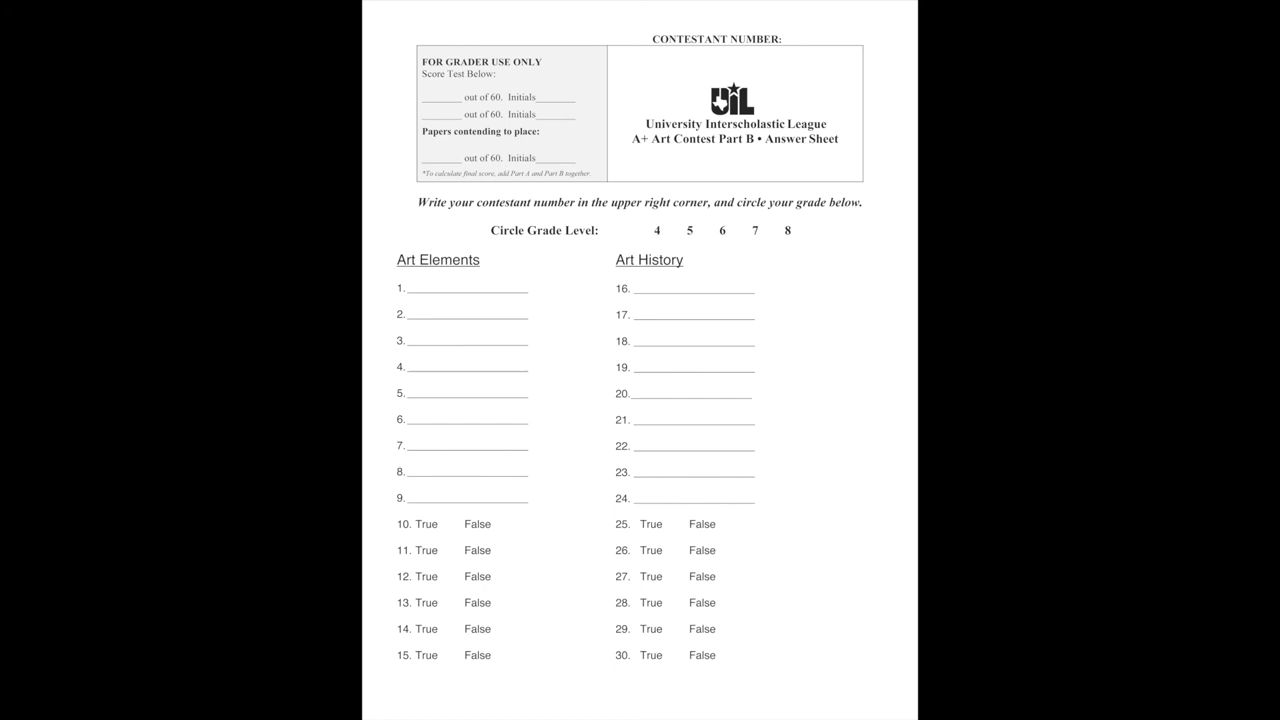 CONTESTANT NUMBER:
FOR GRADER USE ONLY
Score Test Below:
________ out of 60. Initials________
________ out of 60. Initials________
Papers contending to place:
________ out of 60. Initials________
*To calculate final score, add Part A and Part B together.
UIL
University Interscholastic League
A+ Art Contest Part B • Answer Sheet
Write your contestant number in the upper right corner, and circle your grade below.
Circle Grade Level: 4 5 6 7 8
Art Elements
1.____________________
2.____________________
3.____________________
4.____________________
5.____________________
6.____________________
7.____________________
8.____________________
9.____________________
10. True False
11. True False
12. True False
13. True False
14. True False
15. True False
Art History
16. ____________________
17. ____________________
18. ____________________
19. ____________________
20.____________________
21. ____________________
22. ____________________
23. ____________________
24. ____________________
25. True False
26. True False
27. True False
28. True False
29. True False
30. True False